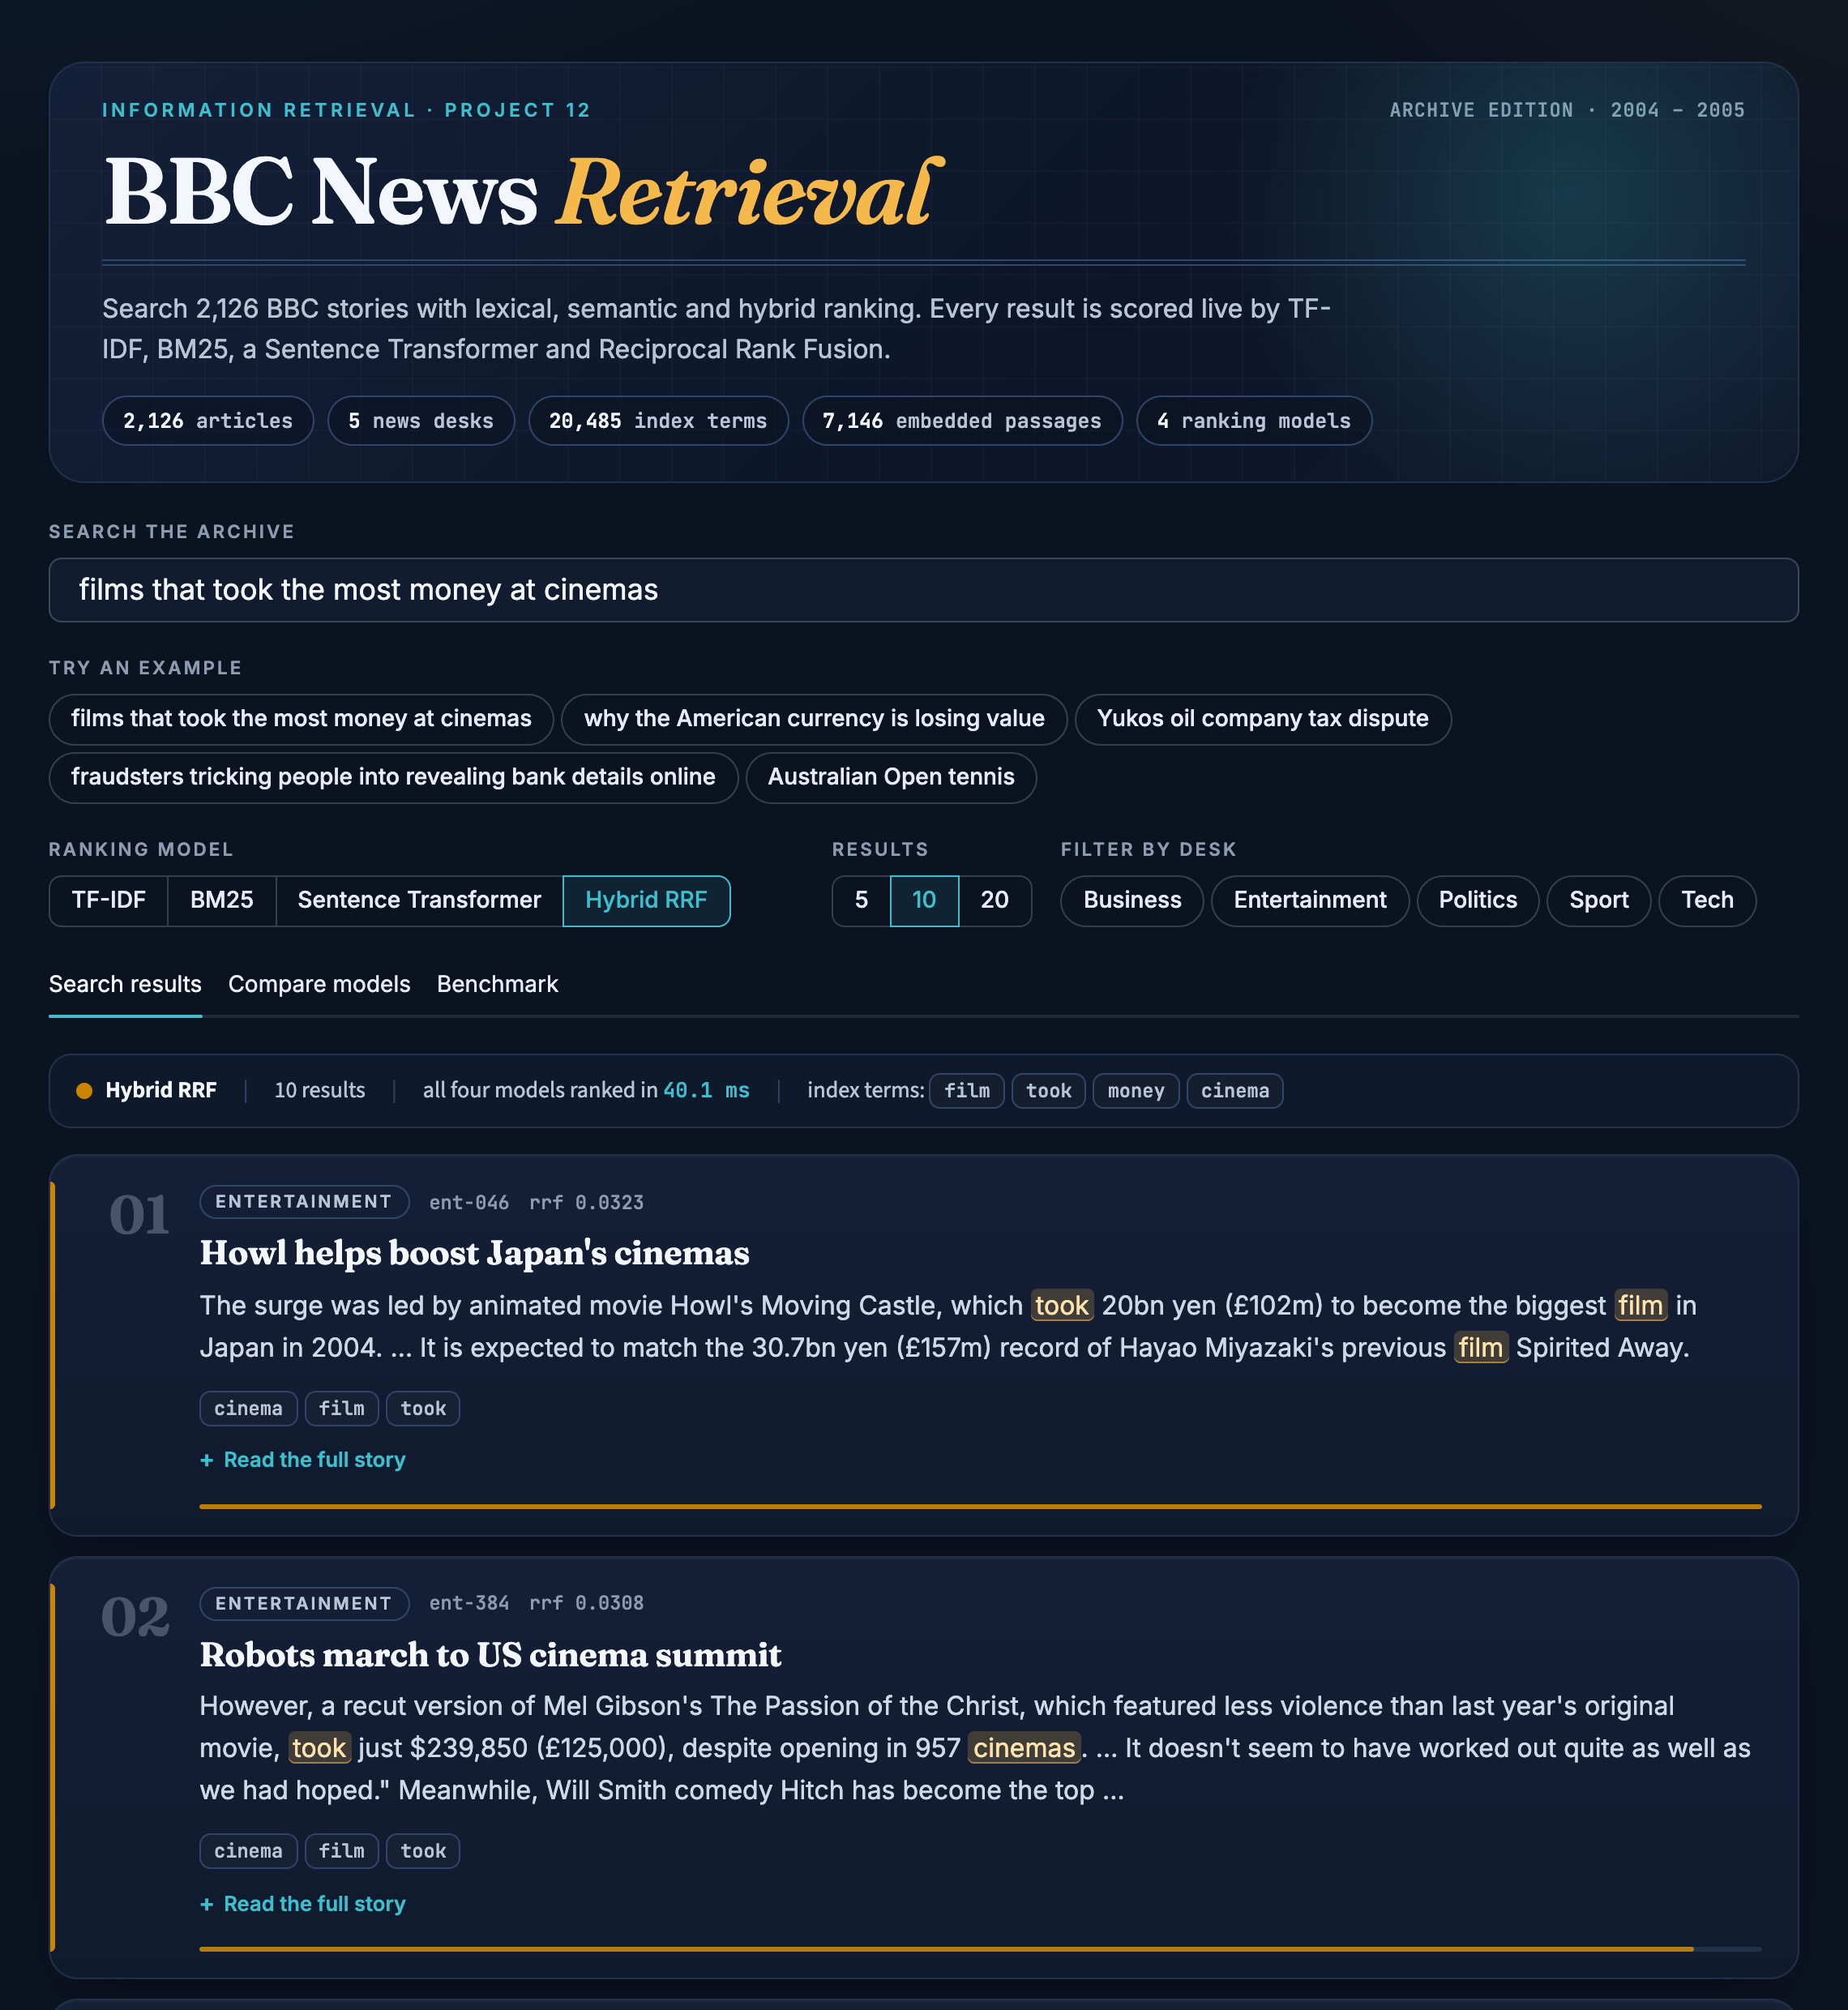 INFORMATION RETRIEVAL · PROJECT 12
ARCHIVE EDITION · 2004 – 2005
BBC News Retrieval
Search 2,126 BBC stories with lexical, semantic and hybrid ranking. Every result is scored live by TF-
IDF, BM25, a Sentence Transformer and Reciprocal Rank Fusion.
2,126 articles 5 news desks 20,485 index terms 7,146 embedded passages 4 ranking models
SEARCH THE ARCHIVE
films that took the most money at cinemas
TRY AN EXAMPLE
films that took the most money at cinemas why the American currency is losing value Yukos oil company tax dispute
fraudsters tricking people into revealing bank details online Australian Open tennis
RANKING MODEL RESULTS FILTER BY DESK
TF-IDF BM25 Sentence Transformer Hybrid RRF 5 10 20 Business Entertainment Politics Sport Tech
Search results Compare models Benchmark
Hybrid RRF 10 results all four models ranked in 40.1 ms index terms: film took money cinema
01 ENTERTAINMENT ent-046 rrf 0.0323
Howl helps boost Japan's cinemas
The surge was led by animated movie Howl's Moving Castle, which took 20bn yen (£102m) to become the biggest film in
Japan in 2004. ... It is expected to match the 30.7bn yen (£157m) record of Hayao Miyazaki's previous film Spirited Away.
cinema film took
+ Read the full story
02 ENTERTAINMENT ent-384 rrf 0.0308
Robots march to US cinema summit
However, a recut version of Mel Gibson's The Passion of the Christ, which featured less violence than last year's original
movie, took just $239,850 (£125,000), despite opening in 957 cinemas. ... It doesn't seem to have worked out quite as well as
we had hoped." Meanwhile, Will Smith comedy Hitch has become the top ...
cinema film took
+ Read the full story